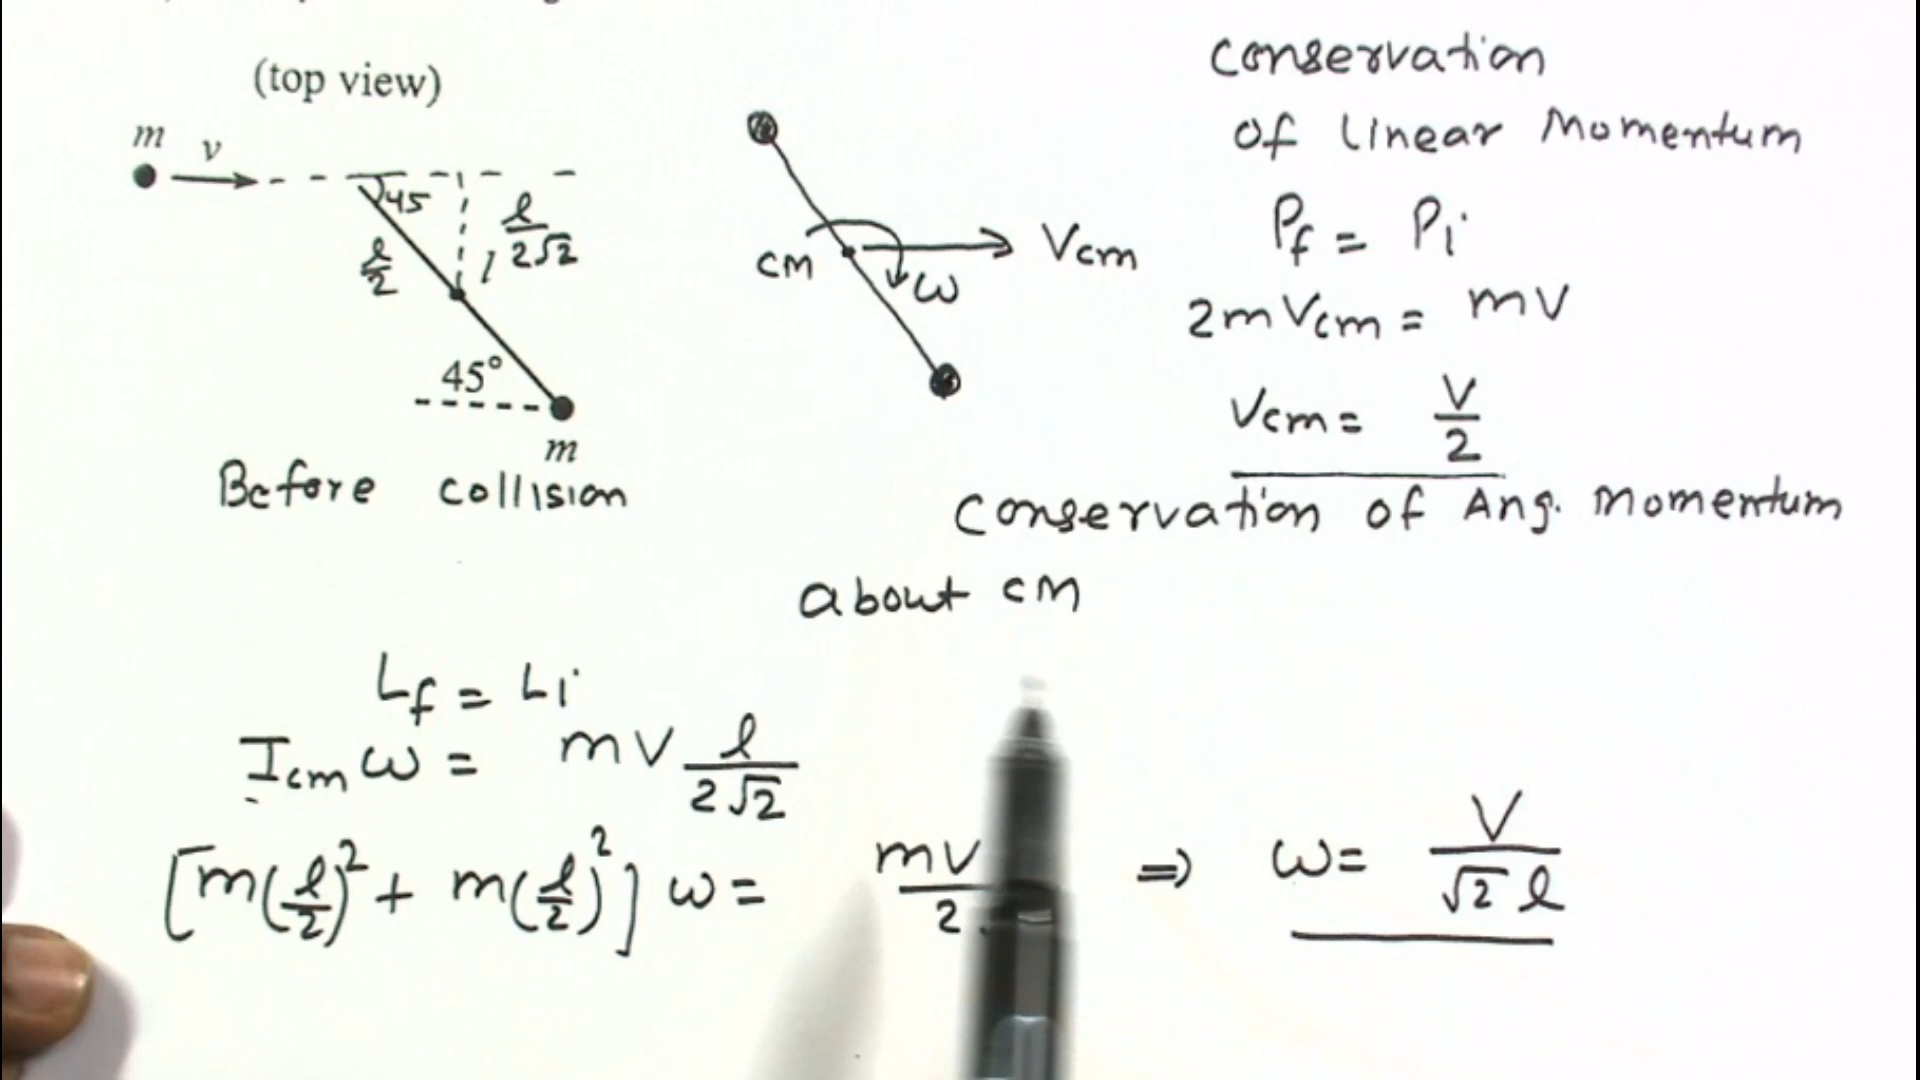 (top view)
m
v
45
l/2
l
l/2√2
45°
m
Before collision
cm
Vcm
ω
Conservation
of linear Momentum
Pf = Pi
2mVcm = mV
Vcm = V/2
Conservation of Ang. Momentum
about cm
Lf = Li
Icm ω = mV l/2√2
[m(l/2)² + m(l/2)²] ω = mV/2 ⇒ ω = V/√2 l